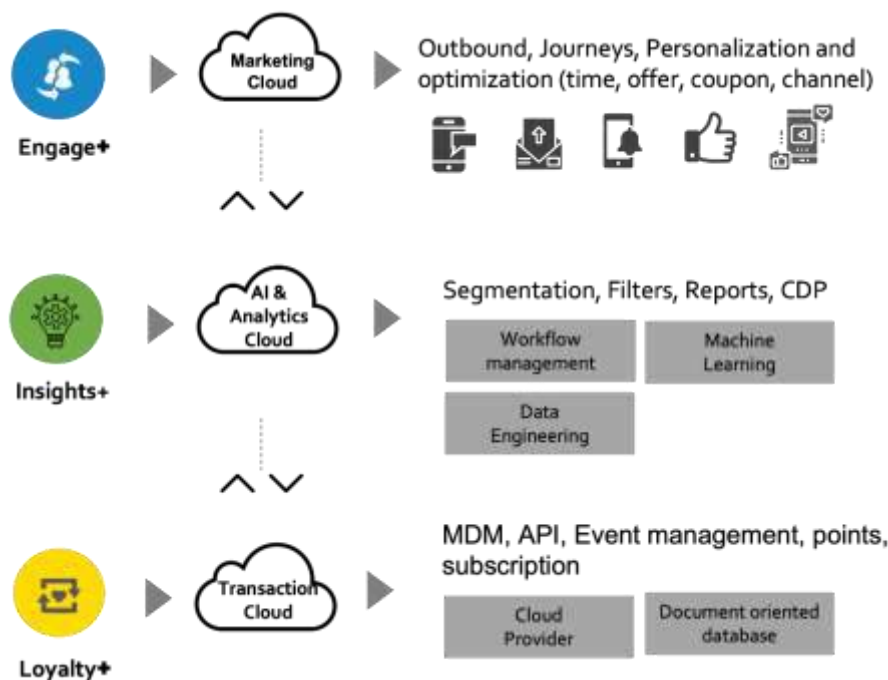 Marketing
Cloud
Outbound, Journeys, Personalization and
optimization (time, offer, coupon, channel)
Engage+
AI &
Analytics
Cloud
Segmentation, Filters, Reports, CDP
Workflow
management
Machine
Learning
Data
Engineering
Insights+
Transaction
Cloud
MDM, API, Event management, points,
subscription
Cloud
Provider
Document oriented
database
Loyalty+